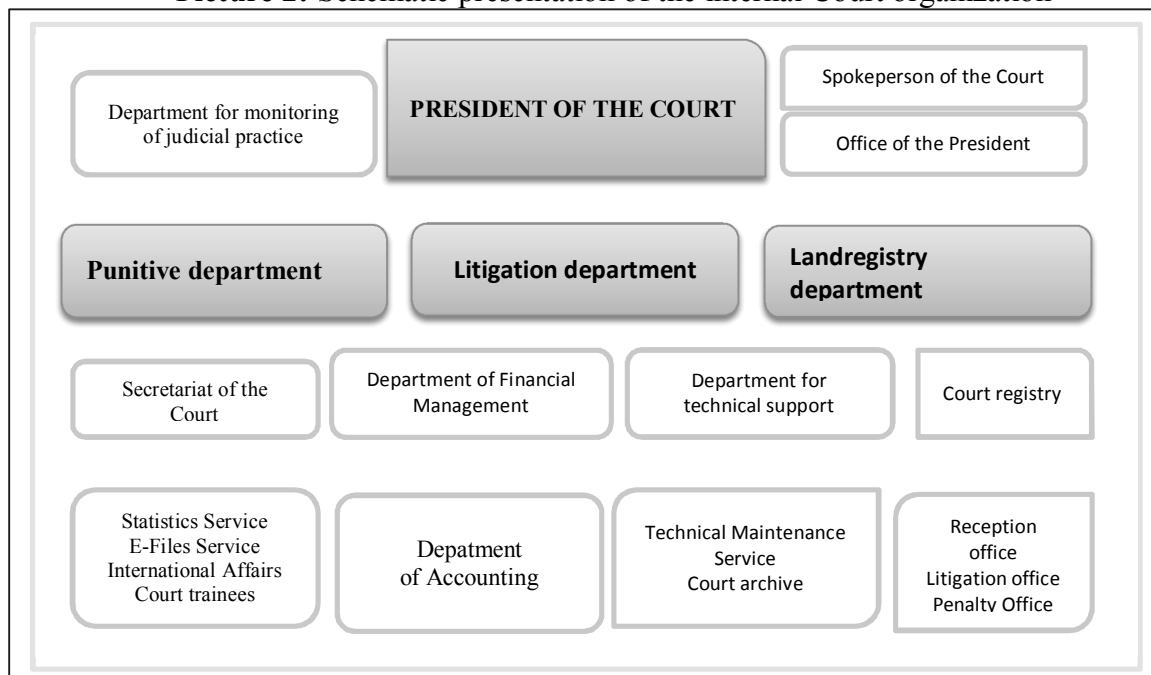 Picture 2: Schematic presentation of the internal Court organization
Department for monitoring
of judicial practice
PRESIDENT OF THE COURT
Spokeperson of the Court
Office of the President
Punitive department
Litigation department
Landregistry
department
Secretariat of the
Court
Department of Financial
Management
Department for
technical support
Court registry
Statistics Service
E-Files Service
International Affairs
Court trainees
Depatment
of Accounting
Technical Maintenance
Service
Court archive
Reception
office
Litigation office
Penalty Office